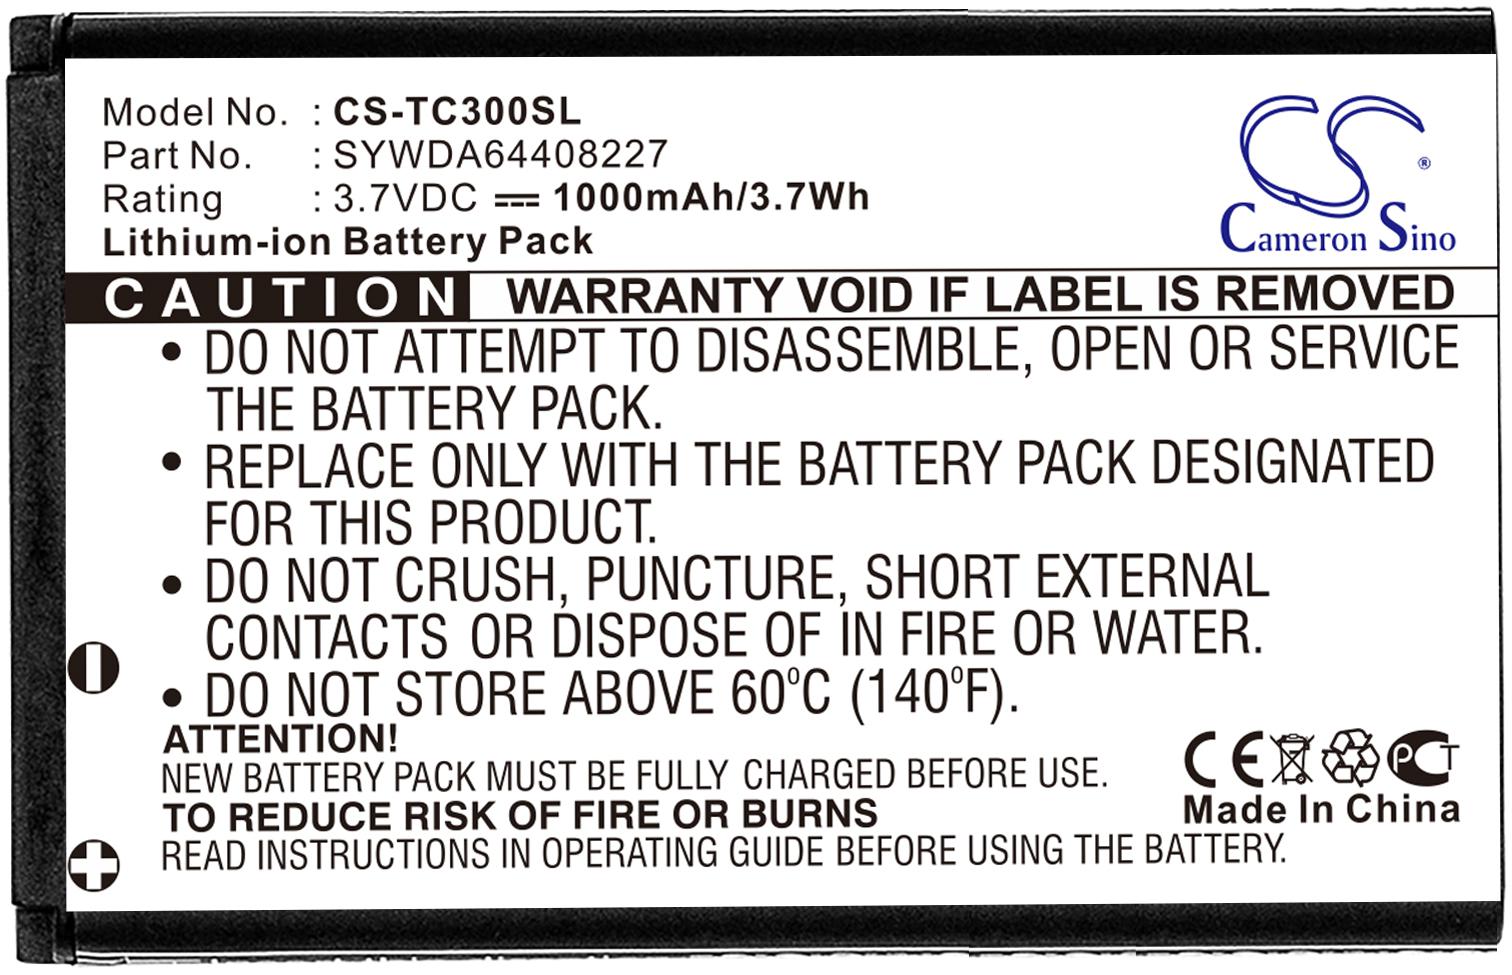 Model No. : CS-TC300SL
Part No. : SYWDA64408227
Rating : 3.7VDC ⎓ 1000mAh/3.7Wh
Lithium-ion Battery Pack
CS®
Cameron Sino
CAUTION WARRANTY VOID IF LABEL IS REMOVED
• DO NOT ATTEMPT TO DISASSEMBLE, OPEN OR SERVICE
THE BATTERY PACK.
• REPLACE ONLY WITH THE BATTERY PACK DESIGNATED
FOR THIS PRODUCT.
• DO NOT CRUSH, PUNCTURE, SHORT EXTERNAL
CONTACTS OR DISPOSE OF IN FIRE OR WATER.
• DO NOT STORE ABOVE 60°C (140°F).
ATTENTION!
NEW BATTERY PACK MUST BE FULLY CHARGED BEFORE USE.
TO REDUCE RISK OF FIRE OR BURNS
READ INSTRUCTIONS IN OPERATING GUIDE BEFORE USING THE BATTERY.
CE PCT
Made In China